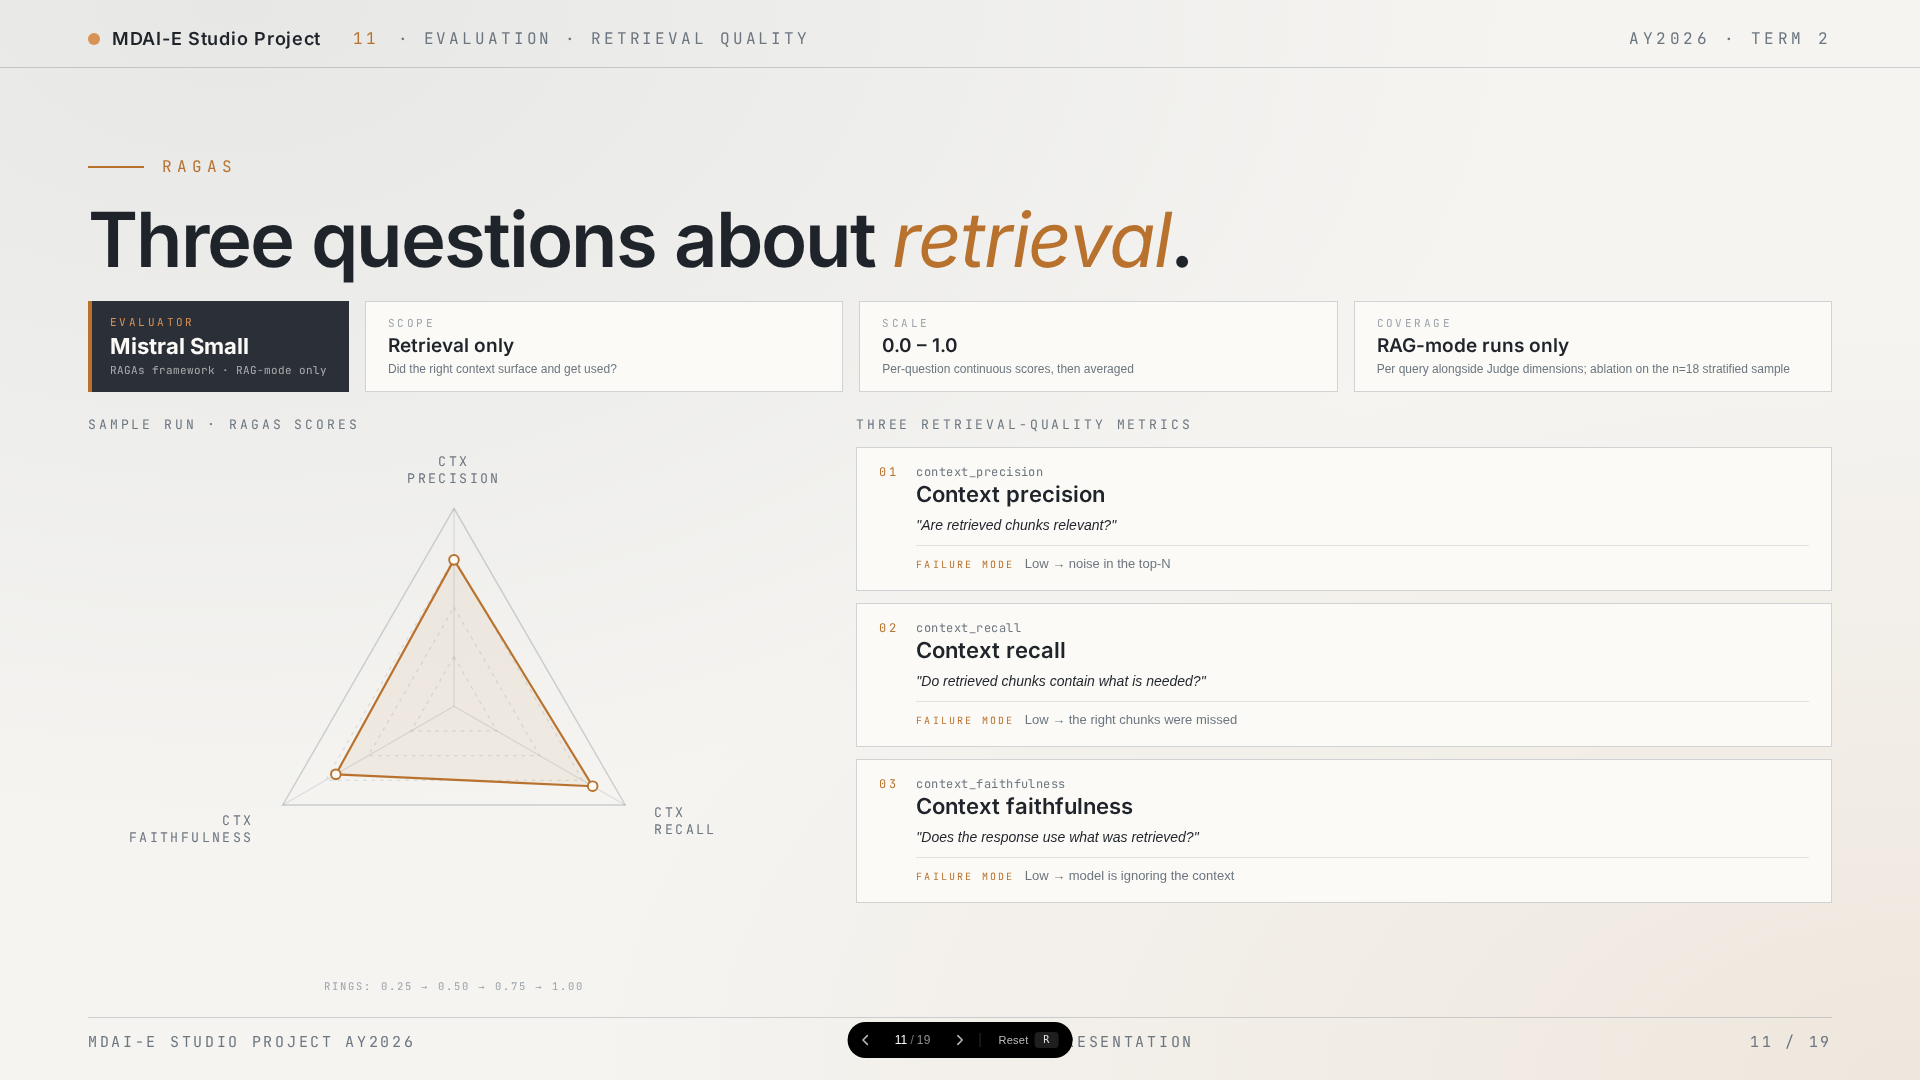 MDAI-E Studio Project 11 · EVALUATION · RETRIEVAL QUALITY AY2026 · TERM 2
RAGAS
Three questions about retrieval.
EVALUATOR
Mistral Small
RAGAs framework · RAG-mode only
SCOPE
Retrieval only
Did the right context surface and get used?
SCALE
0.0 – 1.0
Per-question continuous scores, then averaged
COVERAGE
RAG-mode runs only
Per query alongside Judge dimensions; ablation on the n=18 stratified sample
SAMPLE RUN · RAGAS SCORES
CTX
PRECISION
CTX
FAITHFULNESS
CTX
RECALL
RINGS: 0.25 → 0.50 → 0.75 → 1.00
THREE RETRIEVAL-QUALITY METRICS
01 context_precision
Context precision
"Are retrieved chunks relevant?"
FAILURE MODE Low → noise in the top-N
02 context_recall
Context recall
"Do retrieved chunks contain what is needed?"
FAILURE MODE Low → the right chunks were missed
03 context_faithfulness
Context faithfulness
"Does the response use what was retrieved?"
FAILURE MODE Low → model is ignoring the context
MDAI-E STUDIO PROJECT AY2026
11 / 19 Reset R
11 / 19